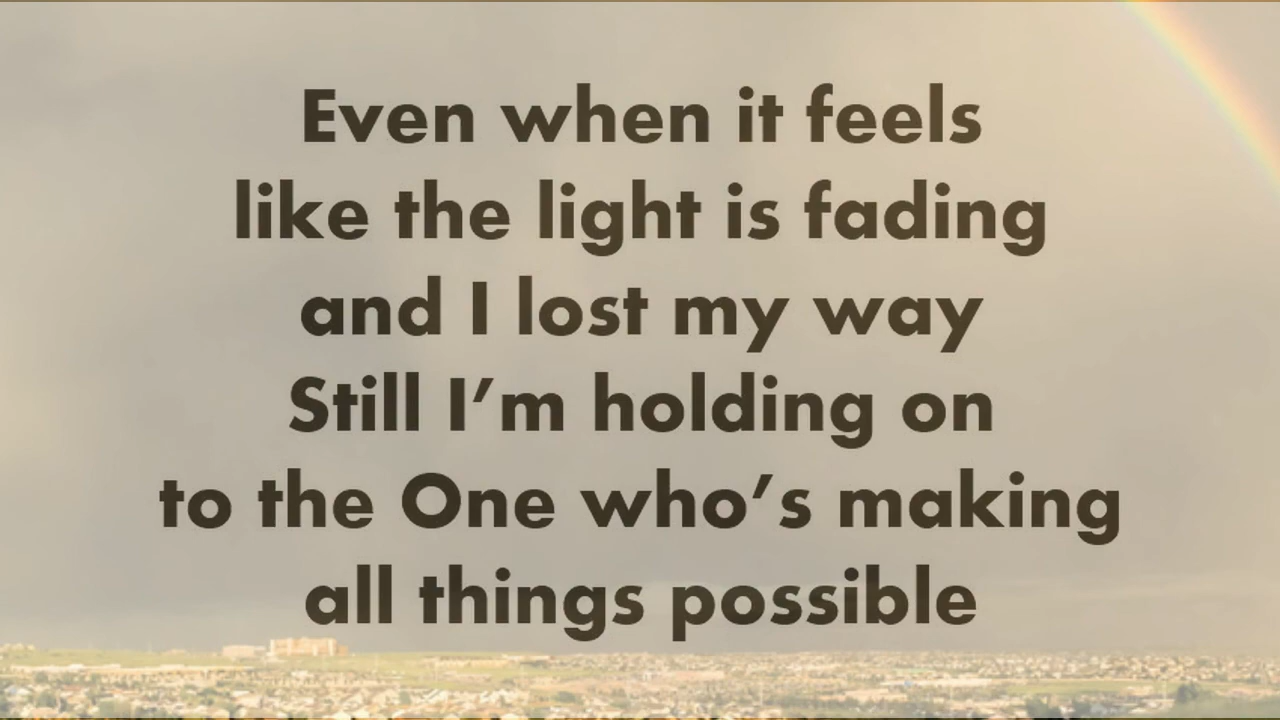 Even when it feels
like the light is fading
and I lost my way
Still I’m holding on
to the One who’s making
all things possible